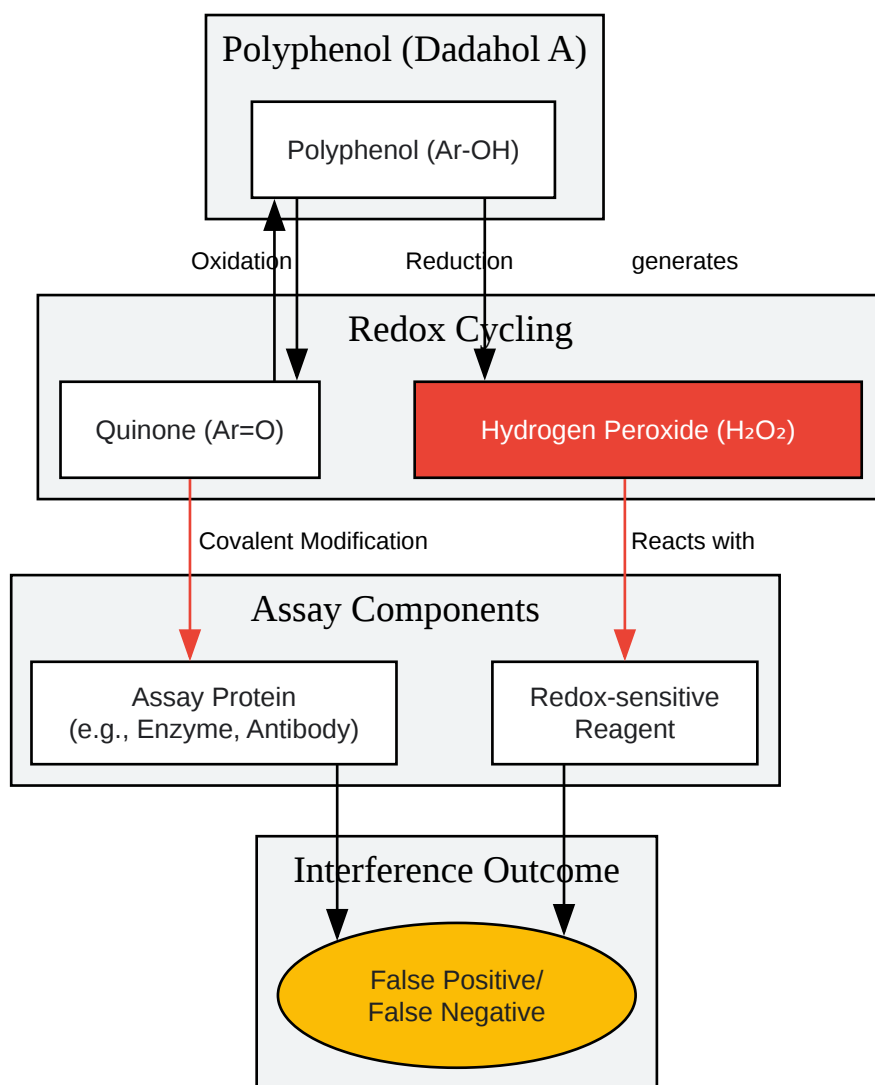 Polyphenol (Dadahol A)
Polyphenol (Ar-OH)
Oxidation
Reduction
generates
Redox Cycling
Quinone (Ar=O)
Hydrogen Peroxide (H₂O₂)
Covalent Modification
Reacts with
Assay Components
Assay Protein
(e.g., Enzyme, Antibody)
Redox-sensitive
Reagent
Interference Outcome
False Positive/
False Negative